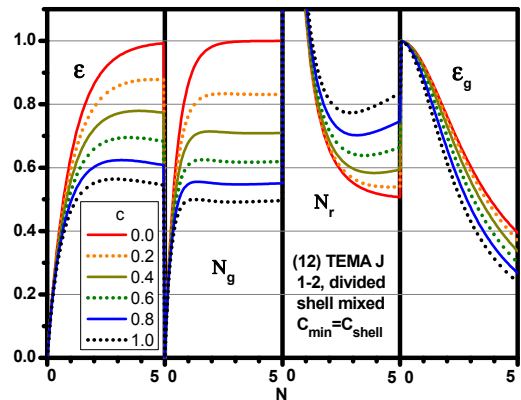 1.0
0.8
0.6
0.4
0.2
0.0
ε
N_g
N_r
ε_g
c
0.0
0.2
0.4
0.6
0.8
1.0
(12) TEMA J
1-2, divided
shell mixed
C_min=C_shell
0 5 0 5 0 5 0 5
N